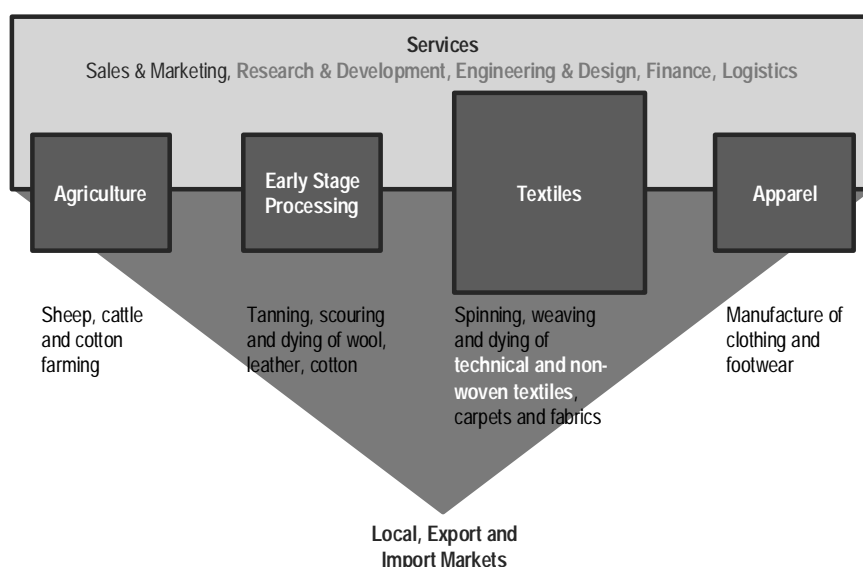 Services
Sales & Marketing, Research & Development, Engineering & Design, Finance, Logistics
Agriculture
Early Stage
Processing
Textiles
Apparel
Sheep, cattle
and cotton
farming
Tanning, scouring
and dying of wool,
leather, cotton
Spinning, weaving
and dying of
technical and non-
woven textiles,
carpets and fabrics
Manufacture of
clothing and
footwear
Local, Export and
Import Markets